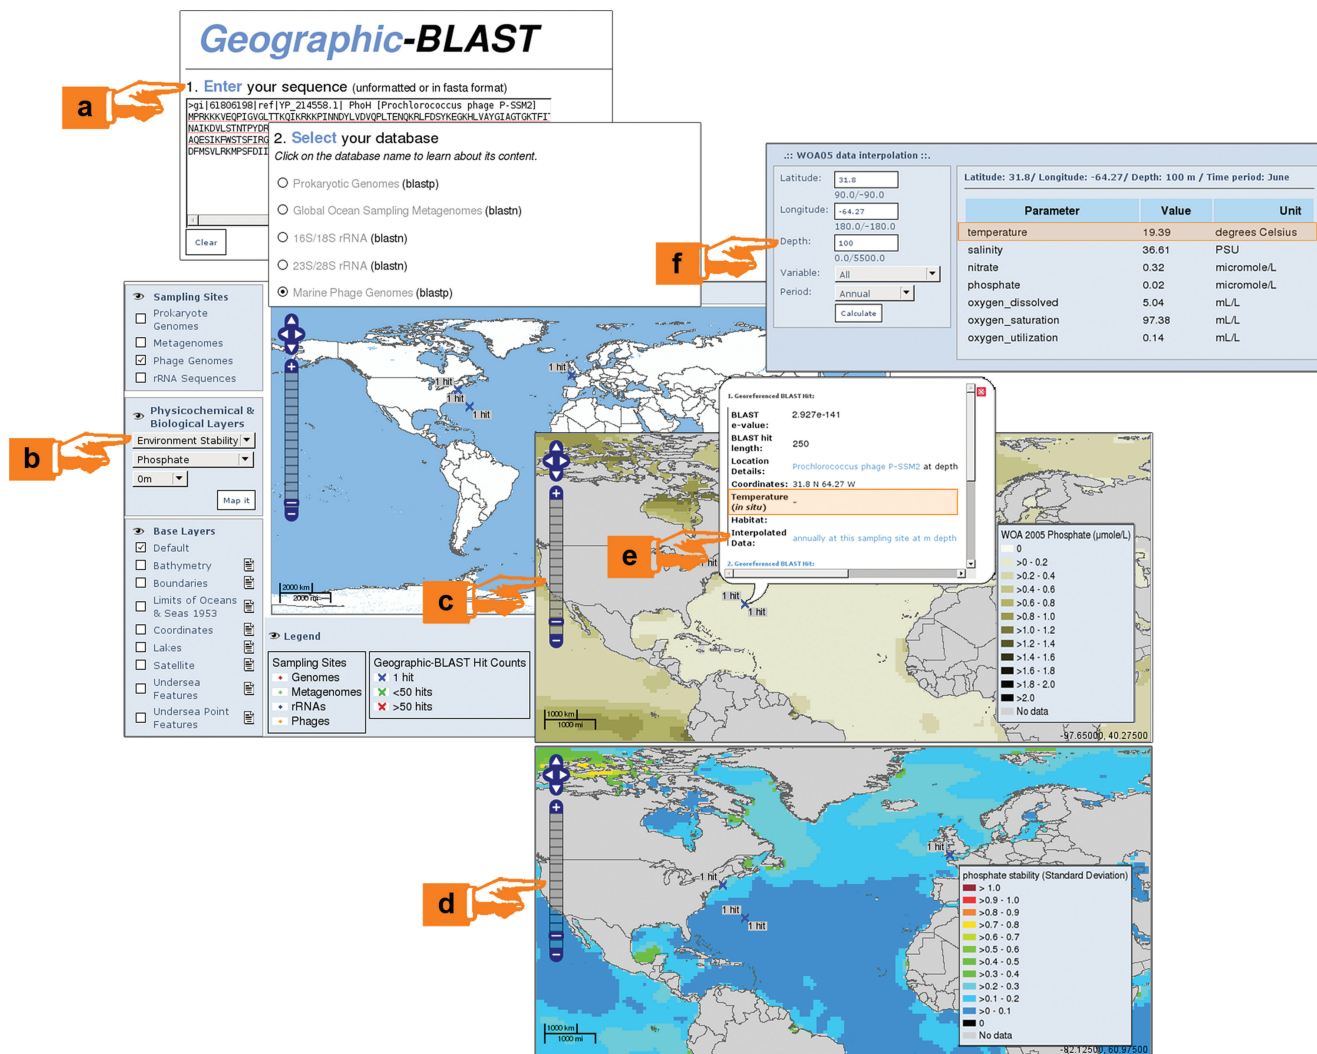 Geographic-BLAST
a
1. Enter your sequence (unformatted or in fasta format)
>gi|61806198|ref|YP_214558.1| PhoH [Prochlorococcus phage P-SSM2]
MPRKKKVEQPIGVGLTTKQIKRKKPINNDYLVDVQPLTENQKRLFDSYKEGKHLVAYGIAGTGKTFI
NAIKDVLSTNTPYDR
AQESIKFWSTSFIRG
DFMSVLRKMPSFDII
Clear
2. Select your database
Click on the database name to learn about its content.
Prokaryotic Genomes (blastp)
Global Ocean Sampling Metagenomes (blastn)
16S/18S rRNA (blastn)
23S/28S rRNA (blastn)
Marine Phage Genomes (blastp)
.:: WOA05 data interpolation ::.
Latitude:
31.8
90.0/-90.0
Longitude:
-64.27
180.0/-180.0
f
Depth:
100
0.0/5500.0
Variable:
All
Period:
Annual
Calculate
Latitude: 31.8/ Longitude: -64.27/ Depth: 100 m / Time period: June
Parameter Value Unit
temperature 19.39 degrees Celsius
salinity 36.61 PSU
nitrate 0.32 micromole/L
phosphate 0.02 micromole/L
oxygen_dissolved 5.04 mL/L
oxygen_saturation 97.38 mL/L
oxygen_utilization 0.14 mL/L
Sampling Sites
Prokaryote
Genomes
Metagenomes
Phage Genomes
rRNA Sequences
Physicochemical &
Biological Layers
b
Environment Stability
Phosphate
0m
Map it
Base Layers
Default
Bathymetry
Boundaries
Limits of Oceans
& Seas 1953
Coordinates
Lakes
Satellite
Undersea
Features
Undersea Point
Features
1 hit
1 hit
1 hit
1 hit
2000 km
2000 mi
Legend
Sampling Sites
Genomes
Metagenomes
rRNAs
Phages
Geographic-BLAST Hit Counts
1 hit
<50 hits
>50 hits
1. Georeferenced BLAST Hit:
BLAST
e-value:
2.927e-141
BLAST hit
length:
250
Location
Details:
Prochlorococcus phage P-SSM2 at depth
Coordinates: 31.8 N 64.27 W
Temperature
(in situ)
-
Habitat:
e
Interpolated
Data:
annually at this sampling site at m depth
2. Georeferenced BLAST Hit:
c
1 hit
1 hit
1 hit
1000 km
1000 mi
WOA 2005 Phosphate (µmole/L)
0
>0 - 0.2
>0.2 - 0.4
>0.4 - 0.6
>0.6 - 0.8
>0.8 - 1.0
>1.0 - 1.2
>1.2 - 1.4
>1.4 - 1.6
>1.6 - 1.8
>1.8 - 2.0
>2.0
No data
-97.65000, 40.27500
d
1 hit
1 hit
1 hit
1 hit
1000 km
1000 mi
phosphate stability (Standard Deviation)
> 1.0
>0.9 - 1.0
>0.8 - 0.9
>0.7 - 0.8
>0.6 - 0.7
>0.5 - 0.6
>0.4 - 0.5
>0.3 - 0.4
>0.2 - 0.3
>0.1 - 0.2
>0 - 0.1
0
No data
-82.12500, 60.97500